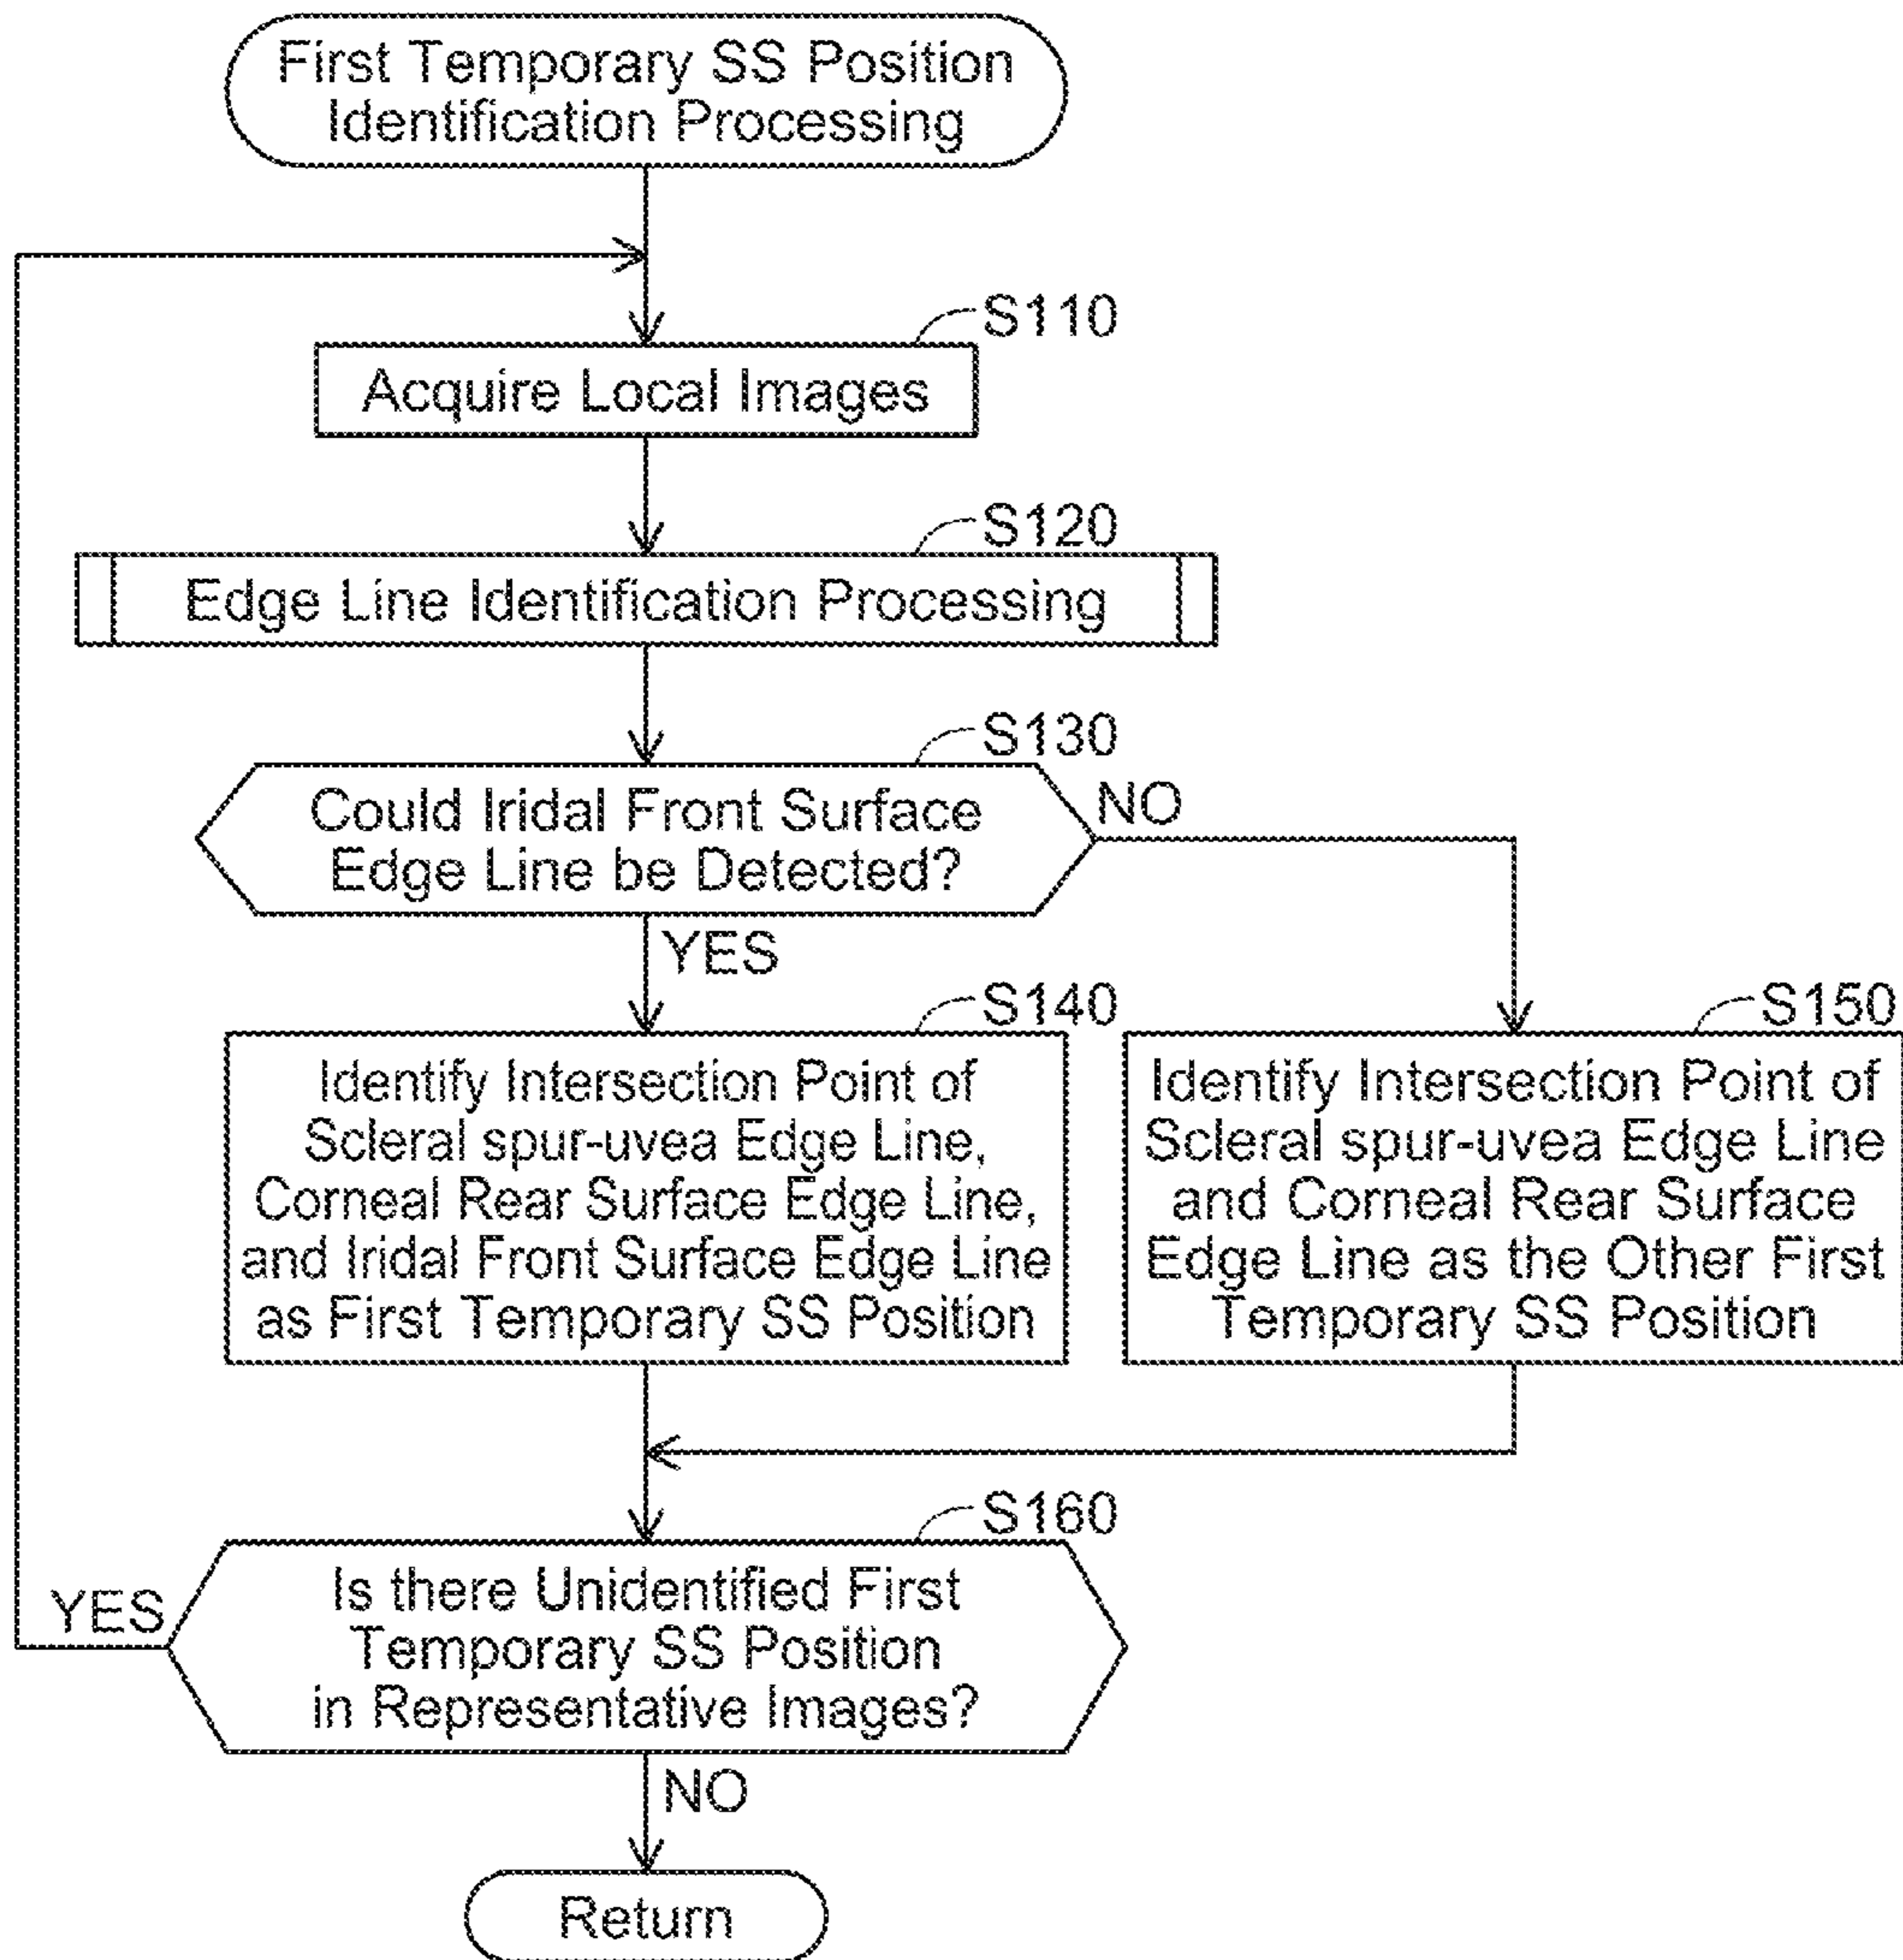 First Temporary SS Position
Identification Processing
S110
Acquire Local Images
S120
Edge Line Identification Processing
S130
Could Iridal Front Surface
Edge Line be Detected?
NO
YES
S140
Identify Intersection Point of
Scleral spur-uvea Edge Line,
Corneal Rear Surface Edge Line,
and Iridal Front Surface Edge Line
as First Temporary SS Position
S150
Identify Intersection Point of
Scleral spur-uvea Edge Line
and Corneal Rear Surface
Edge Line as the Other First
Temporary SS Position
S160
Is there Unidentified First
Temporary SS Position
in Representative Images?
YES
NO
Return